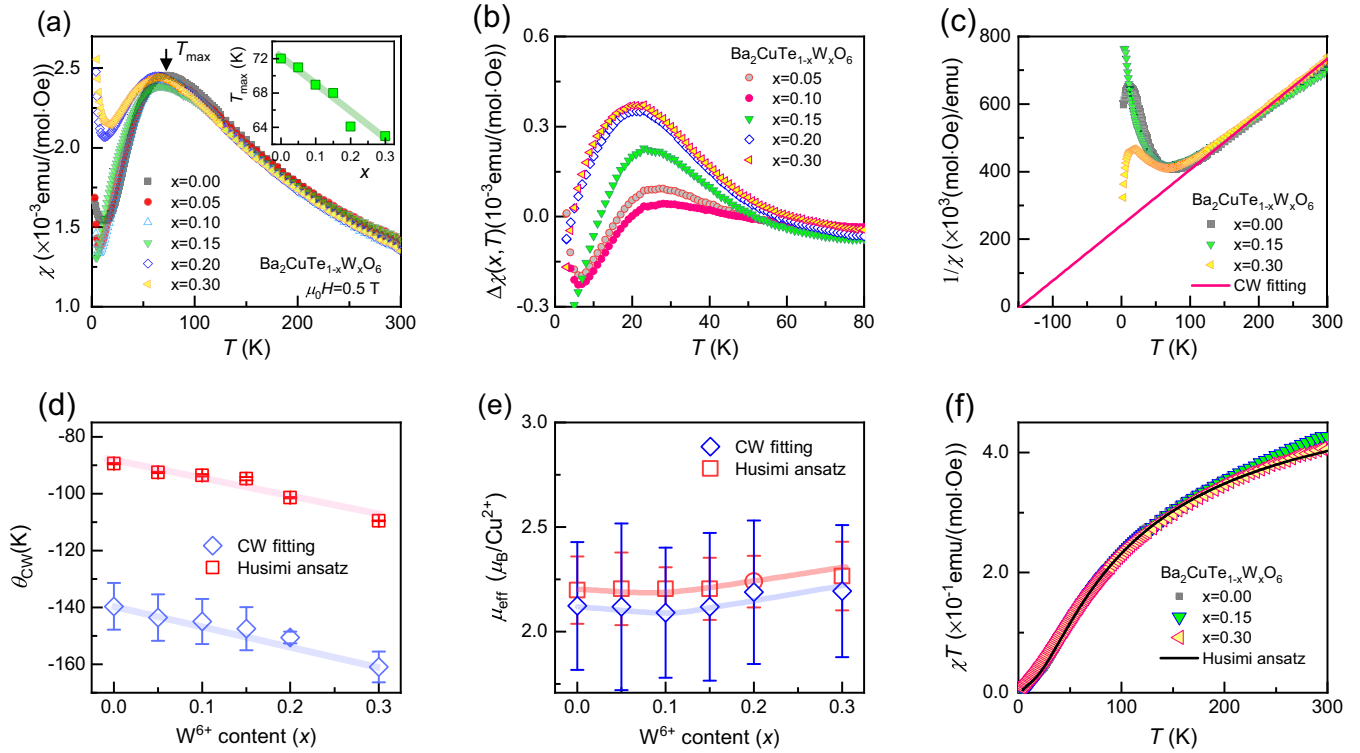 (a)
χ (×10⁻³emu/(mol·Oe))
2.5
2.0
1.5
1.0
0
100
200
300
T (K)
T_max
T_max (K)
72
68
64
0.0 0.1 0.2 0.3
x
x=0.00
x=0.05
x=0.10
x=0.15
x=0.20
x=0.30
Ba₂CuTe₁₋ₓWₓO₆
μ₀H=0.5 T
(b)
Δχ(x,T)(10⁻³emu/(mol·Oe)
0.6
0.3
0.0
-0.3
0 20 40 60 80
T (K)
Ba₂CuTe₁₋ₓWₓO₆
x=0.05
x=0.10
x=0.15
x=0.20
x=0.30
(c)
1/χ (×10³(mol·Oe)/emu)
800
600
400
200
0
-100 0 100 200 300
T (K)
Ba₂CuTe₁₋ₓWₓO₆
x=0.00
x=0.15
x=0.30
CW fitting
(d)
θ_CW(K)
-80
-100
-120
-140
-160
0.0 0.1 0.2 0.3
W⁶⁺ content (x)
CW fitting
Husimi ansatz
(e)
μ_eff (μ_B/Cu²⁺)
3.0
2.5
2.0
0.0 0.1 0.2 0.3
W⁶⁺ content (x)
CW fitting
Husimi ansatz
(f)
χT (×10⁻¹emu/(mol·Oe))
4.0
2.0
0.0
0 100 200 300
T (K)
Ba₂CuTe₁₋ₓWₓO₆
x=0.00
x=0.15
x=0.30
Husimi ansatz